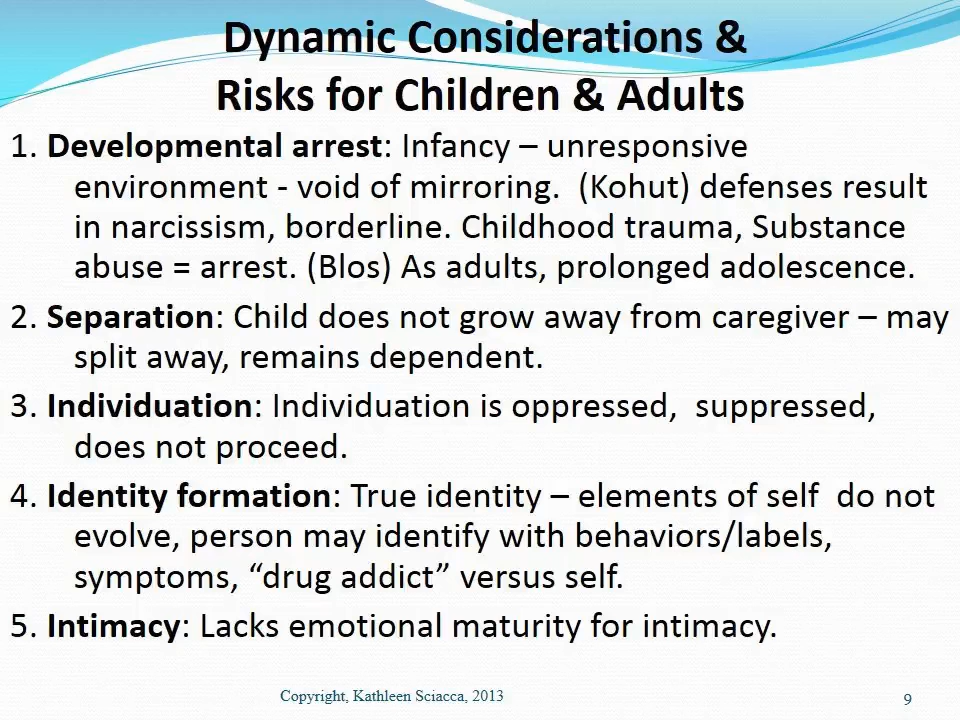 Dynamic Considerations &
Risks for Children & Adults
1. Developmental arrest: Infancy – unresponsive
environment - void of mirroring.  (Kohut) defenses result
in narcissism, borderline. Childhood trauma, Substance
abuse = arrest. (Blos) As adults, prolonged adolescence.
2. Separation: Child does not grow away from caregiver – may
split away, remains dependent.
3. Individuation: Individuation is oppressed,  suppressed,
does not proceed.
4. Identity formation: True identity – elements of self  do not
evolve, person may identify with behaviors/labels,
symptoms, “drug addict” versus self.
5. Intimacy: Lacks emotional maturity for intimacy.
Copyright, Kathleen Sciacca, 2013
9